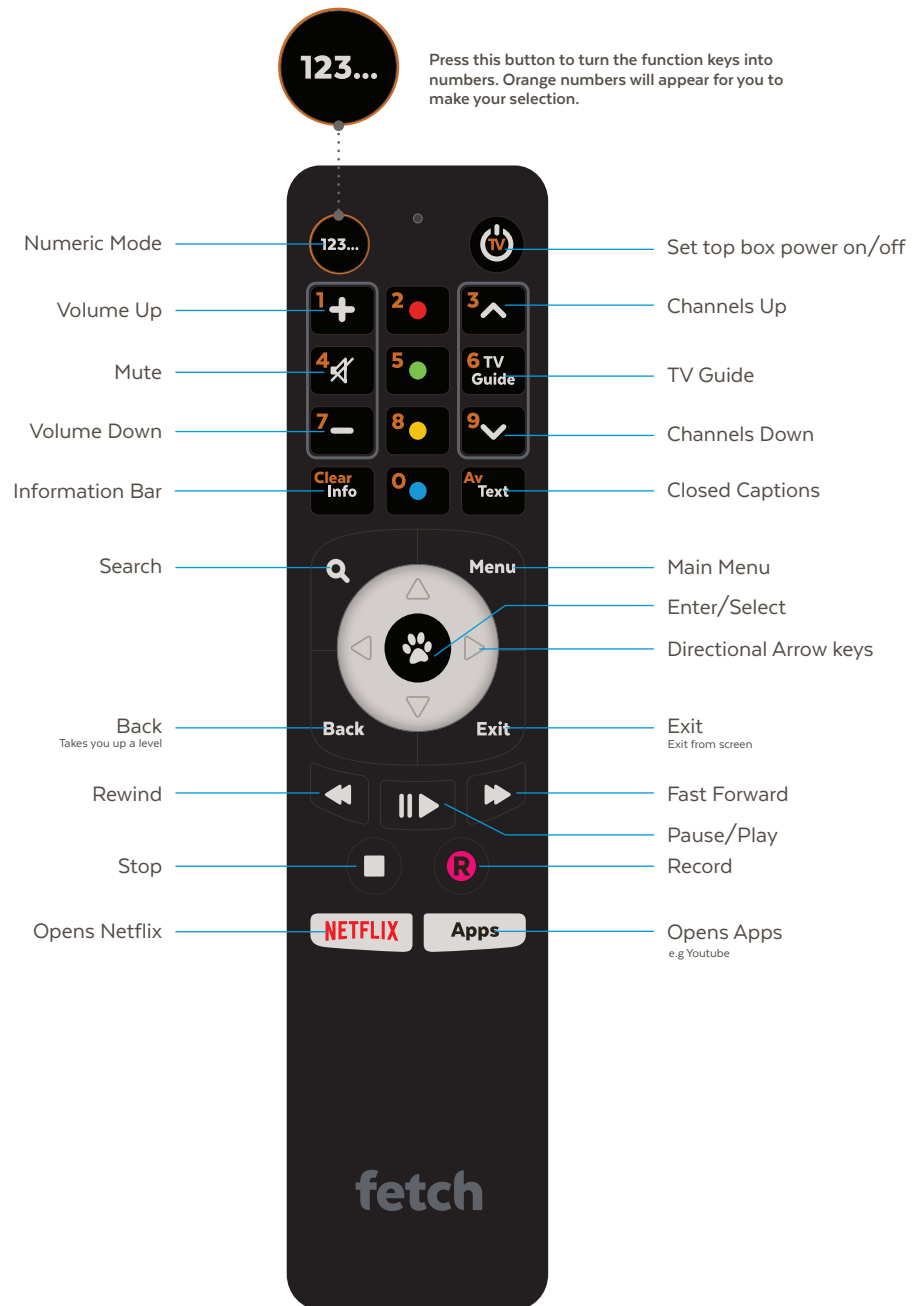 123...
Press this button to turn the function keys into
numbers. Orange numbers will appear for you to
make your selection.
Numeric Mode
123...
TV
Set top box power on/off
Volume Up
1
2
3
Channels Up
Mute
4
5
6 TV
Guide
TV Guide
Volume Down
7
8
9
Channels Down
Information Bar
Clear
Info
0
Av
Text
Closed Captions
Search
Menu
Main Menu
Enter/Select
Directional Arrow keys
Back
Takes you up a level
Back
Exit
Exit
Exit from screen
Rewind
Fast Forward
Pause/Play
Stop
R
Record
Opens Netflix
NETFLIX
Apps
Opens Apps
e.g Youtube
fetch